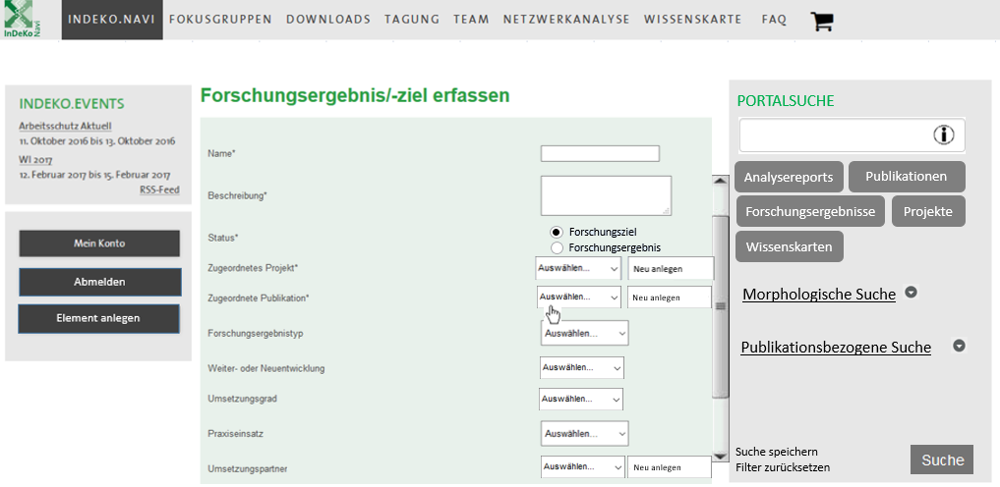 InDeKo
Navi
INDEKO.NAVI FOKUSGRUPPEN DOWNLOADS TAGUNG TEAM NETZWERKANALYSE WISSENSKARTE FAQ
INDEKO.EVENTS
Arbeitsschutz Aktuell
11. Oktober 2016 bis 13. Oktober 2016
WI 2017
12. Februar 2017 bis 15. Februar 2017
RSS-Feed
Mein Konto
Abmelden
Element anlegen
Forschungsergebnis/-ziel erfassen
Name*
Beschreibung*
Status*
Forschungsziel
Forschungsergebnis
Zugeordnetes Projekt* Auswählen... Neu anlegen
Zugeordnete Publikation* Auswählen... Neu anlegen
Forschungsergebnistyp Auswählen...
Weiter- oder Neuentwicklung Auswählen...
Umsetzungsgrad Auswählen...
Praxiseinsatz Auswählen...
Umsetzungspartner Auswählen... Neu anlegen
PORTALSUCHE
Analysereports Publikationen
Forschungsergebnisse Projekte
Wissenskarten
Morphologische Suche
Publikationsbezogene Suche
Suche speichern
Filter zurücksetzen
Suche